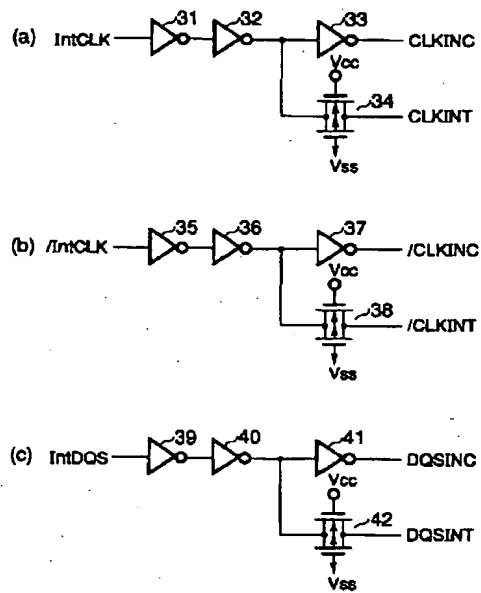 (a) IntCLK 31 32 33 CLKINC
Vcc
34
CLKINT
Vss
(b) /IntCLK 35 36 37 /CLKINC
Vcc
38
/CLKINT
Vss
(c) IntDQS 39 40 41 DQSINC
Vcc
42
DQSINT
Vss